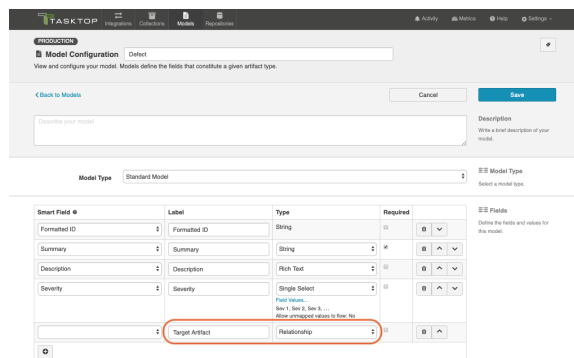 TASKTOP Integrations Collections Models Repositories Activity Metrics Help Settings
PRODUCTION
Model Configuration Defect
View and configure your model. Models define the fields that constitute a given artifact type.
Back to Models Cancel Save
Describe your model
Description
Write a brief description of your
model.
Model Type Standard Model
Model Type
Select a model type.
Smart Field Label Type Required
Fields
Define the fields and values for
this model.
Formatted ID Formatted ID String
Summary Summary String
Description Description Rich Text
Severity Severity Single Select
Field Values...
Sev 1, Sev 2, Sev 3, ...
Allow unmapped values to flow: No
Target Artifact Relationship